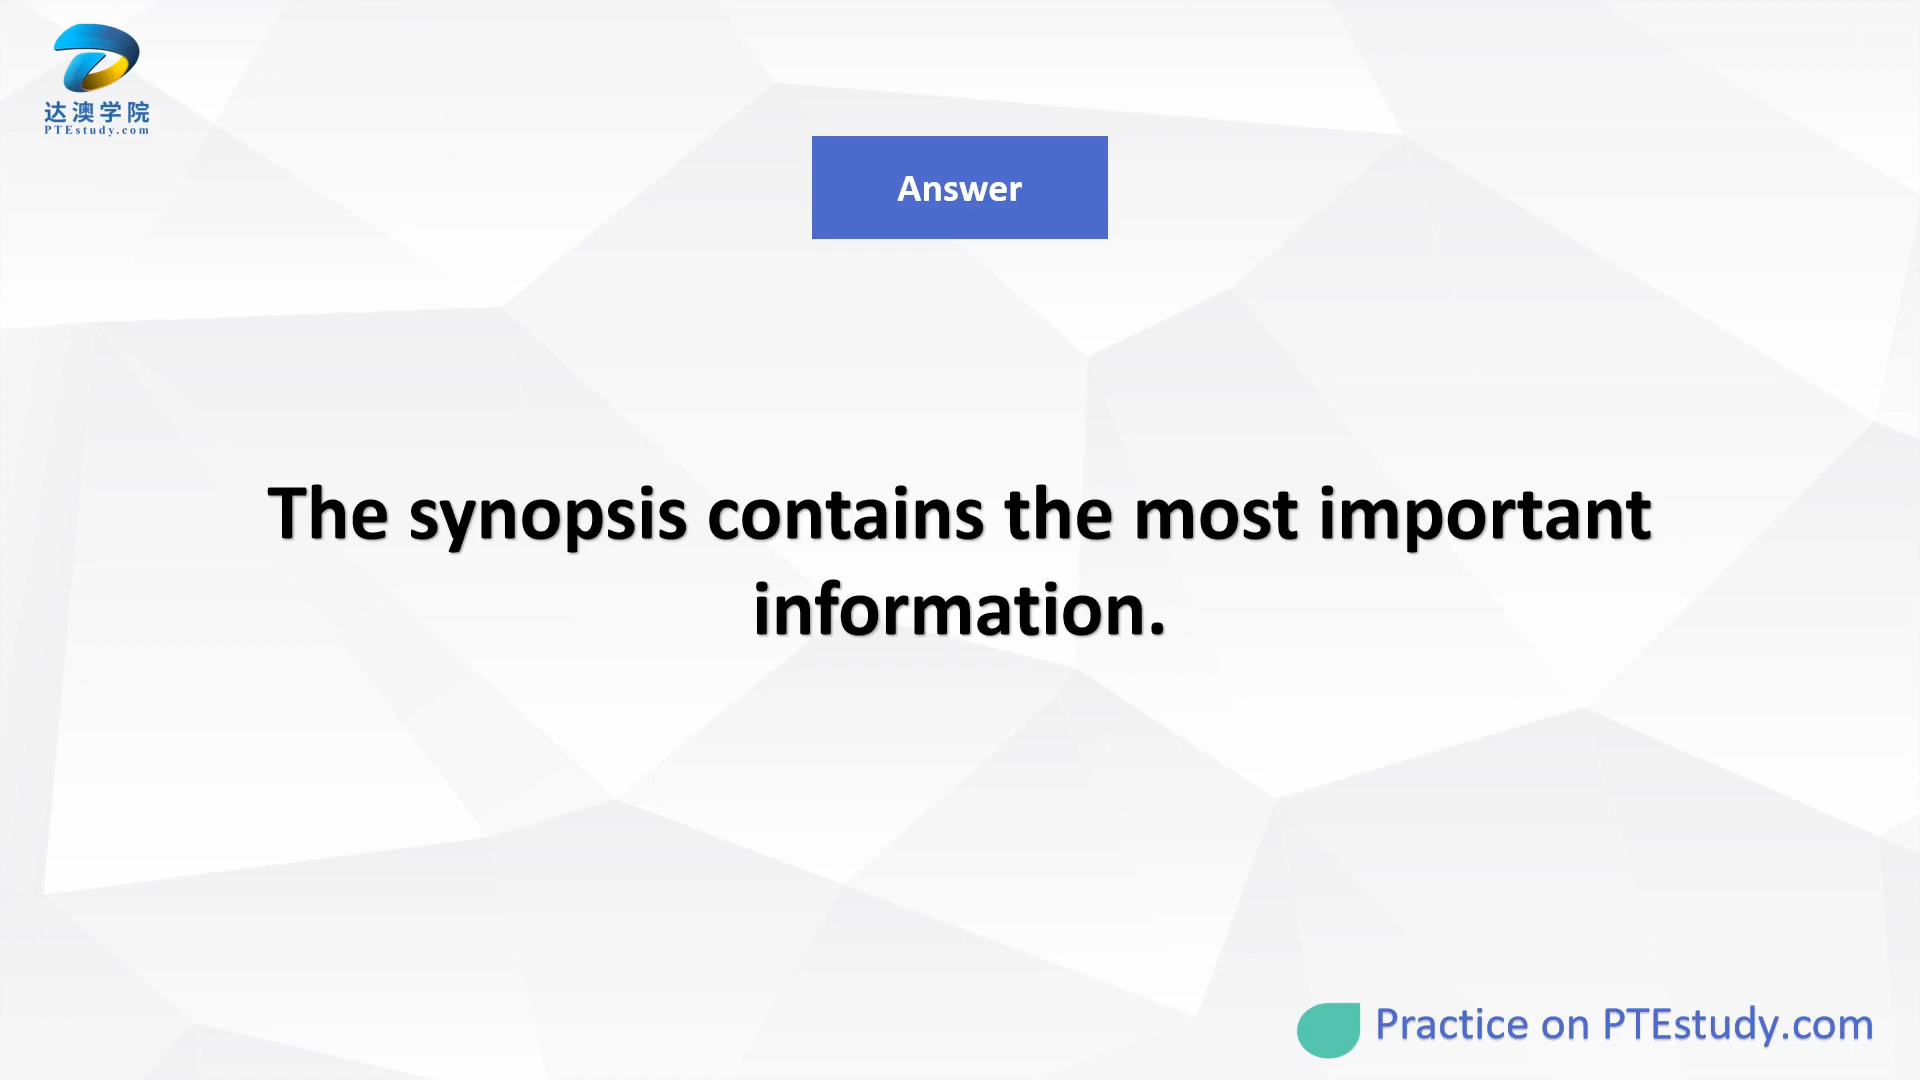 达澳学院
PTEstudy.com
Answer
The synopsis contains the most important
information.
Practice on PTEstudy.com